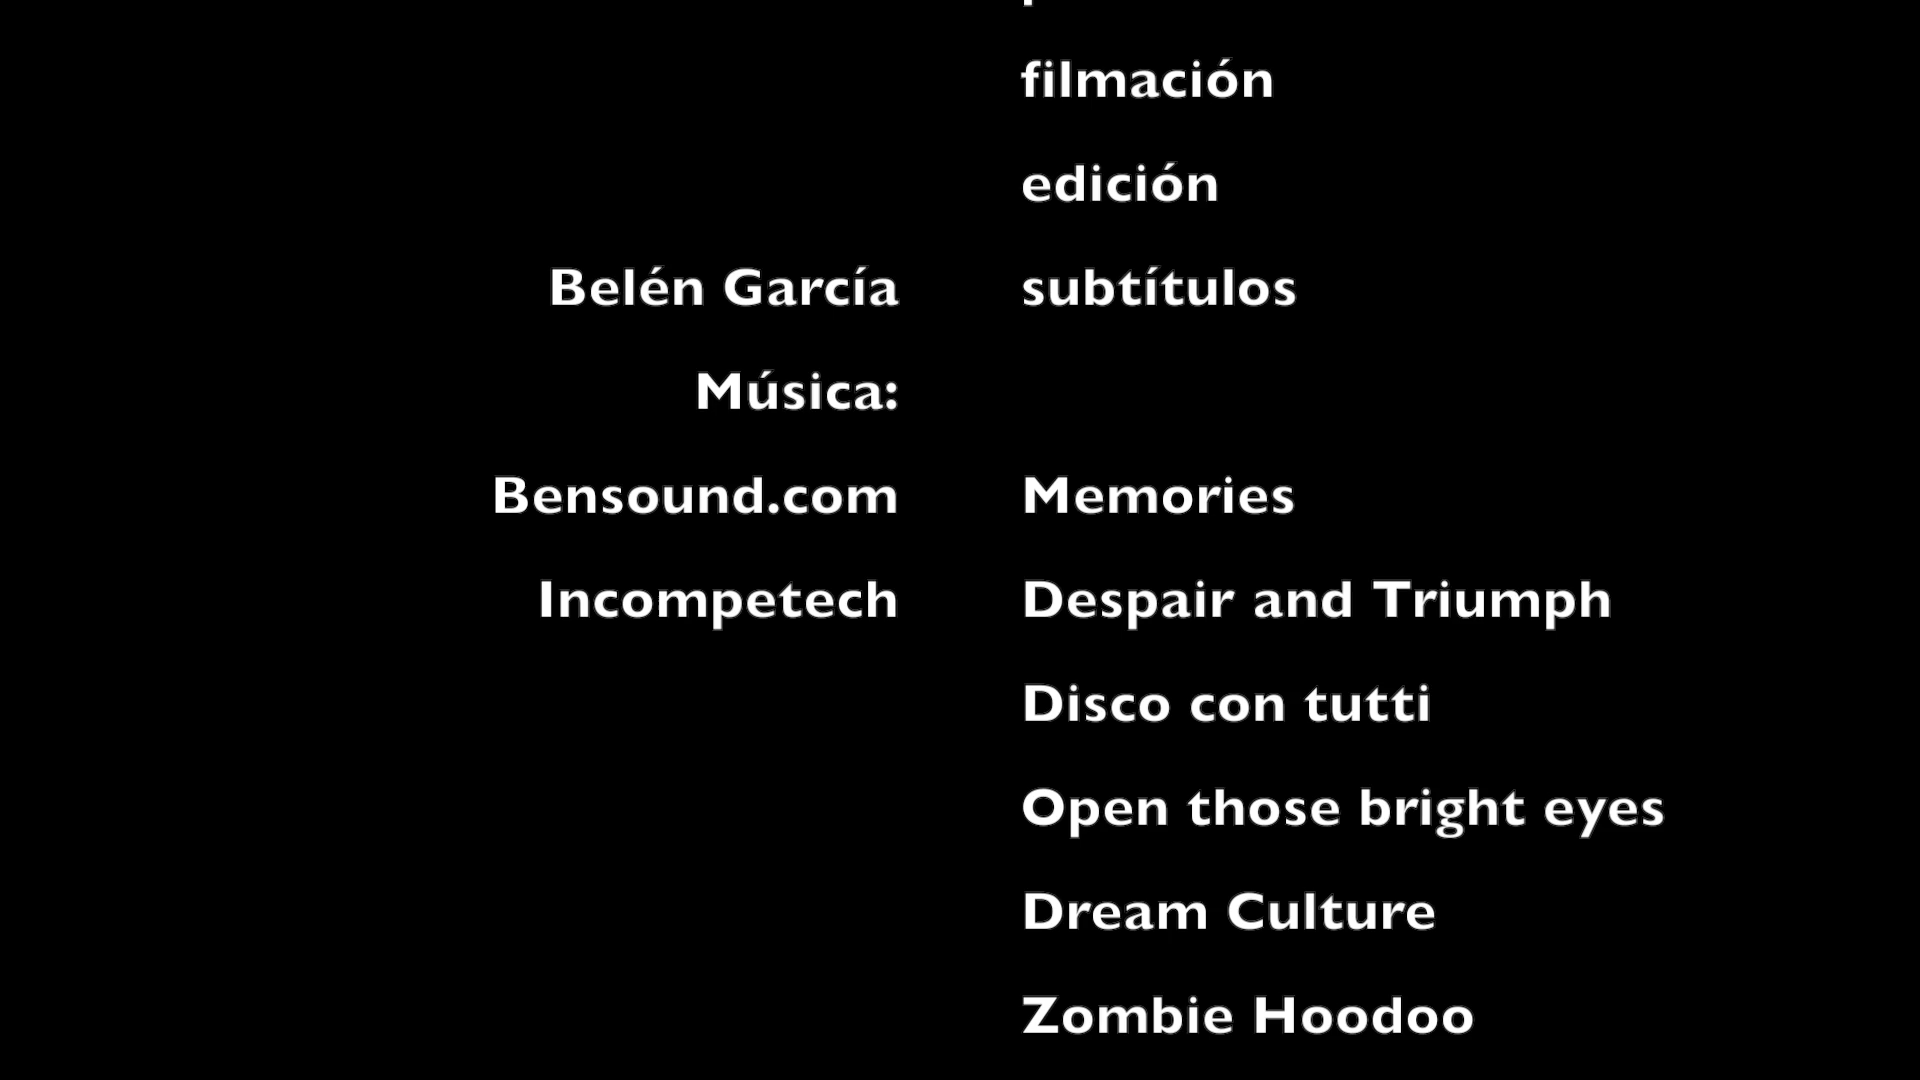 filmación
edición
Belén García subtítulos
Música:
Bensound.com Memories
Incompetech Despair and Triumph
Disco con tutti
Open those bright eyes
Dream Culture
Zombie Hoodoo